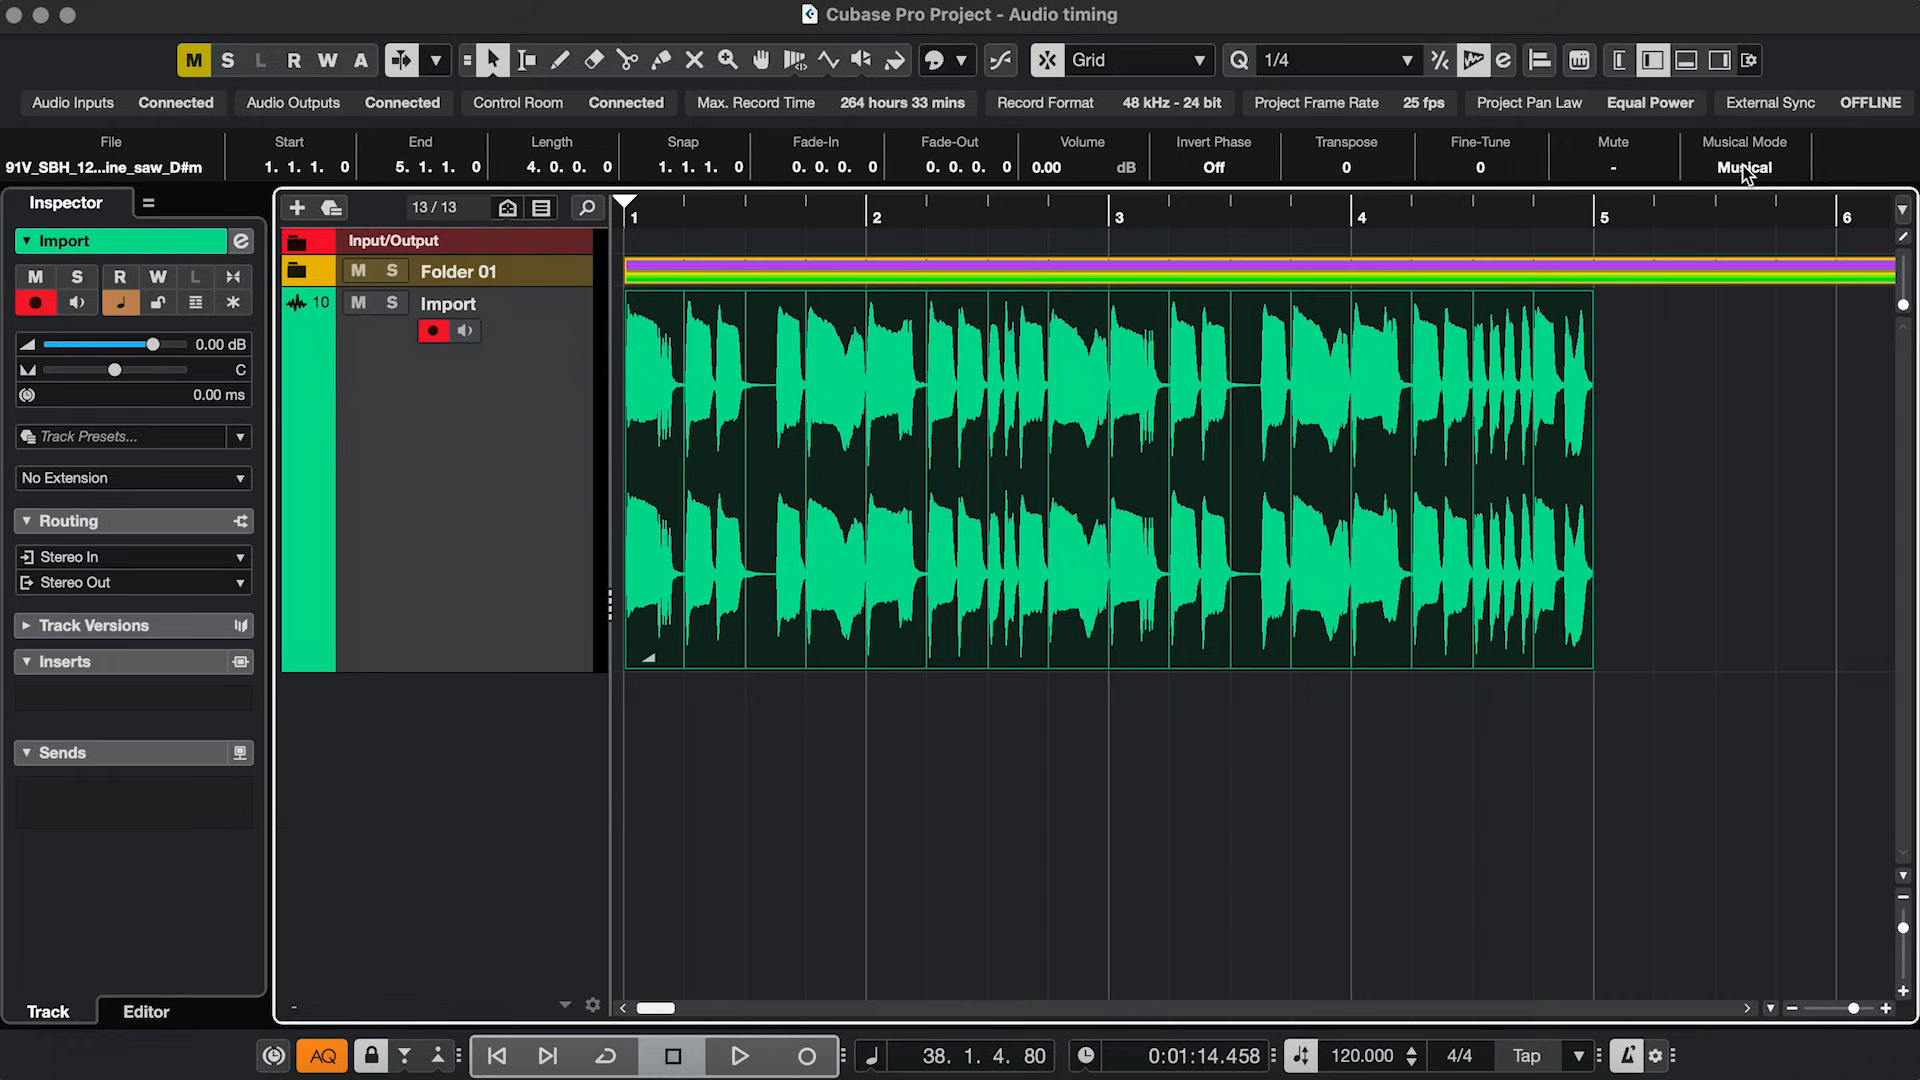 Cubase Pro Project - Audio timing
M S L R W A Grid Q 1/4
Audio Inputs Connected Audio Outputs Connected Control Room Connected Max. Record Time 264 hours 33 mins Record Format 48 kHz - 24 bit Project Frame Rate 25 fps Project Pan Law Equal Power External Sync OFFLINE
File Start End Length Snap Fade-In Fade-Out Volume Invert Phase Transpose Fine-Tune Mute Musical Mode
91V_SBH_12...ine_saw_D#m 1. 1. 1. 0 5. 1. 1. 0 4. 0. 0. 0 1. 1. 1. 0 0. 0. 0. 0 0. 0. 0. 0 0.00 dB Off 0 0 - Musical
Inspector 13 / 13 1 2 3 4 5 6
Import
Input/Output
M S Folder 01
M S R W L
10 M S Import
0.00 dB
C
0.00 ms
Track Presets...
No Extension
Routing
Stereo In
Stereo Out
Track Versions
Inserts
Sends
Track Editor -
AQ 38. 1. 4. 80 0:01:14.458 120.000 4/4 Tap